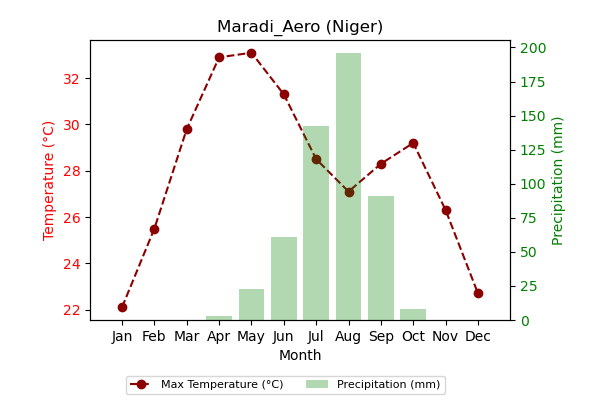 Maradi_Aero (Niger)
Temperature (°C)
32
30
28
26
24
22
200
175
150
125
100
75
50
25
0
Precipitation (mm)
Jan Feb Mar Apr May Jun Jul Aug Sep Oct Nov Dec
Month
Max Temperature (°C) Precipitation (mm)